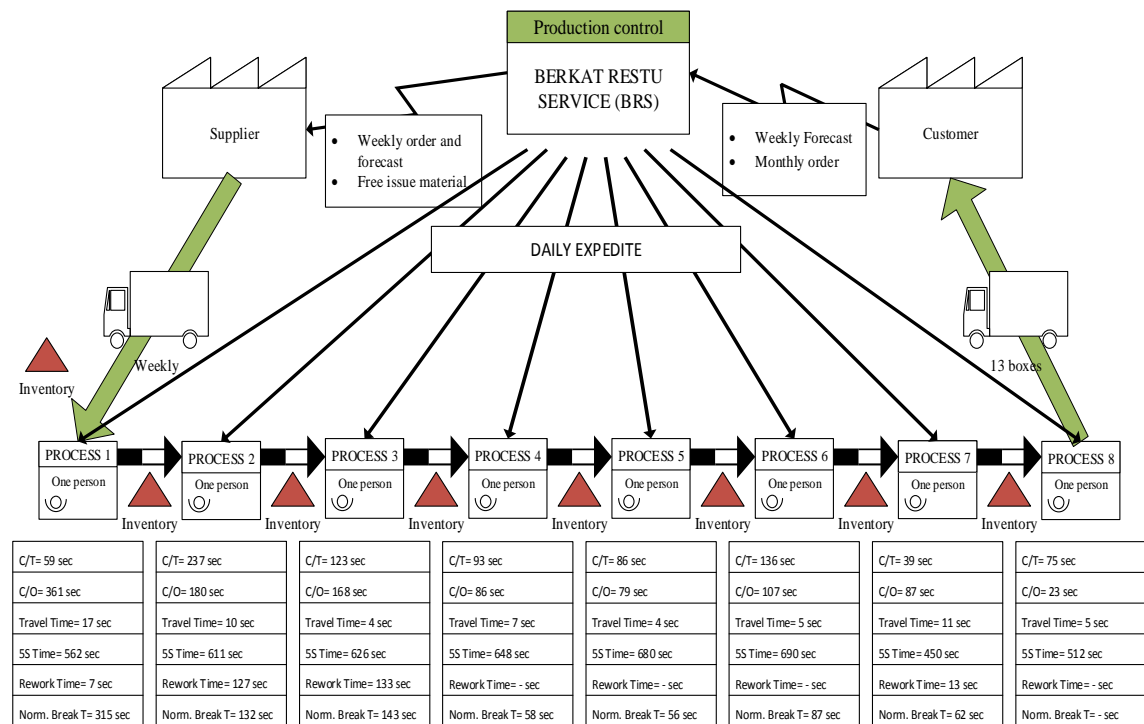 Production control
BERKAT RESTU
SERVICE (BRS)
Supplier
• Weekly order and
forecast
• Free issue material
• Weekly Forecast
• Monthly order
Customer
DAILY EXPEDITE
Weekly
Inventory
13 boxes
PROCESS 1
One person
PROCESS 2
One person
PROCESS 3
One person
PROCESS 4
One person
PROCESS 5
One person
PROCESS 6
One person
PROCESS 7
One person
PROCESS 8
One person
Inventory
Inventory
Inventory
Inventory
Inventory
Inventory
Inventory
C/T= 59 sec
C/O= 361 sec
Travel Time= 17 sec
5S Time= 562 sec
Rework Time= 7 sec
Norm. Break T= 315 sec
C/T= 237 sec
C/O= 180 sec
Travel Time= 10 sec
5S Time= 611 sec
Rework Time= 127 sec
Norm. Break T= 132 sec
C/T= 123 sec
C/O= 168 sec
Travel Time= 4 sec
5S Time= 626 sec
Rework Time= 133 sec
Norm. Break T= 143 sec
C/T= 93 sec
C/O= 86 sec
Travel Time= 7 sec
5S Time= 648 sec
Rework Time= - sec
Norm. Break T= 58 sec
C/T= 86 sec
C/O= 79 sec
Travel Time= 4 sec
5S Time= 680 sec
Rework Time= - sec
Norm. Break T= 56 sec
C/T= 136 sec
C/O= 107 sec
Travel Time= 5 sec
5S Time= 690 sec
Rework Time= - sec
Norm. Break T= 87 sec
C/T= 39 sec
C/O= 87 sec
Travel Time= 11 sec
5S Time= 450 sec
Rework Time= 13 sec
Norm. Break T= 62 sec
C/T= 75 sec
C/O= 23 sec
Travel Time= 5 sec
5S Time= 512 sec
Rework Time= - sec
Norm. Break T= - sec